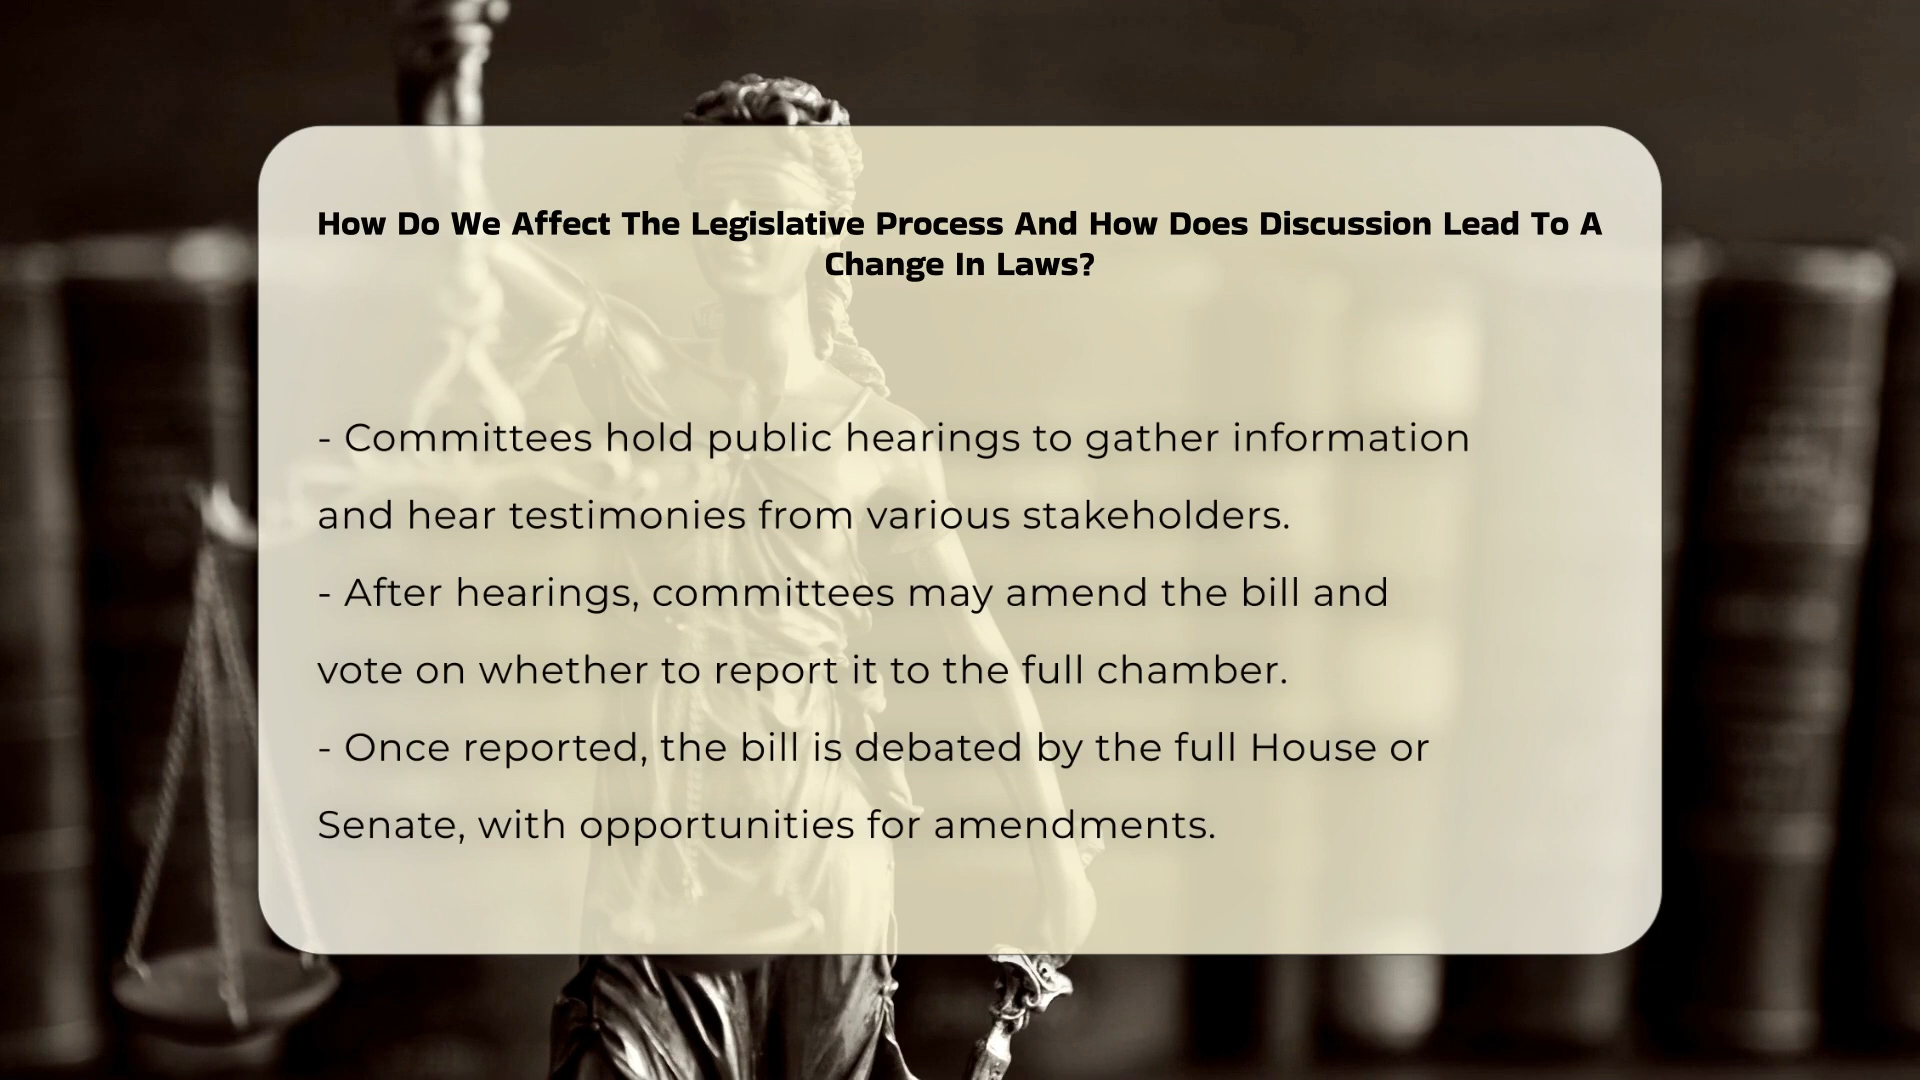 How Do We Affect The Legislative Process And How Does Discussion Lead To A
Change In Laws?
- Committees hold public hearings to gather information
and hear testimonies from various stakeholders.
- After hearings, committees may amend the bill and
vote on whether to report it to the full chamber.
- Once reported, the bill is debated by the full House or
Senate, with opportunities for amendments.